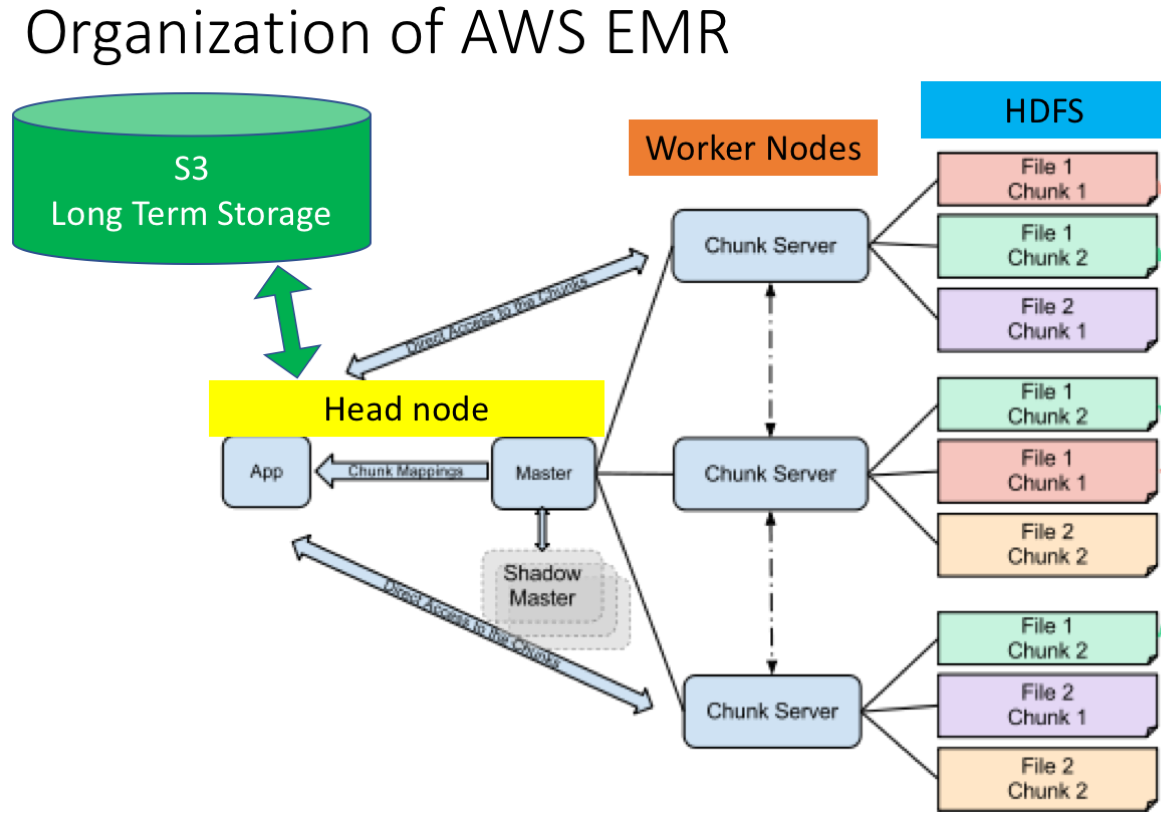 Organization of AWS EMR
S3
Long Term Storage
Worker Nodes
HDFS
Head node
App
Chunk Mappings
Master
Shadow
Master
Direct Access to the Chunks
Direct Access to the Chunks
Chunk Server
Chunk Server
Chunk Server
File 1
Chunk 1
File 1
Chunk 2
File 2
Chunk 1
File 1
Chunk 2
File 1
Chunk 1
File 2
Chunk 2
File 1
Chunk 2
File 2
Chunk 1
File 2
Chunk 2